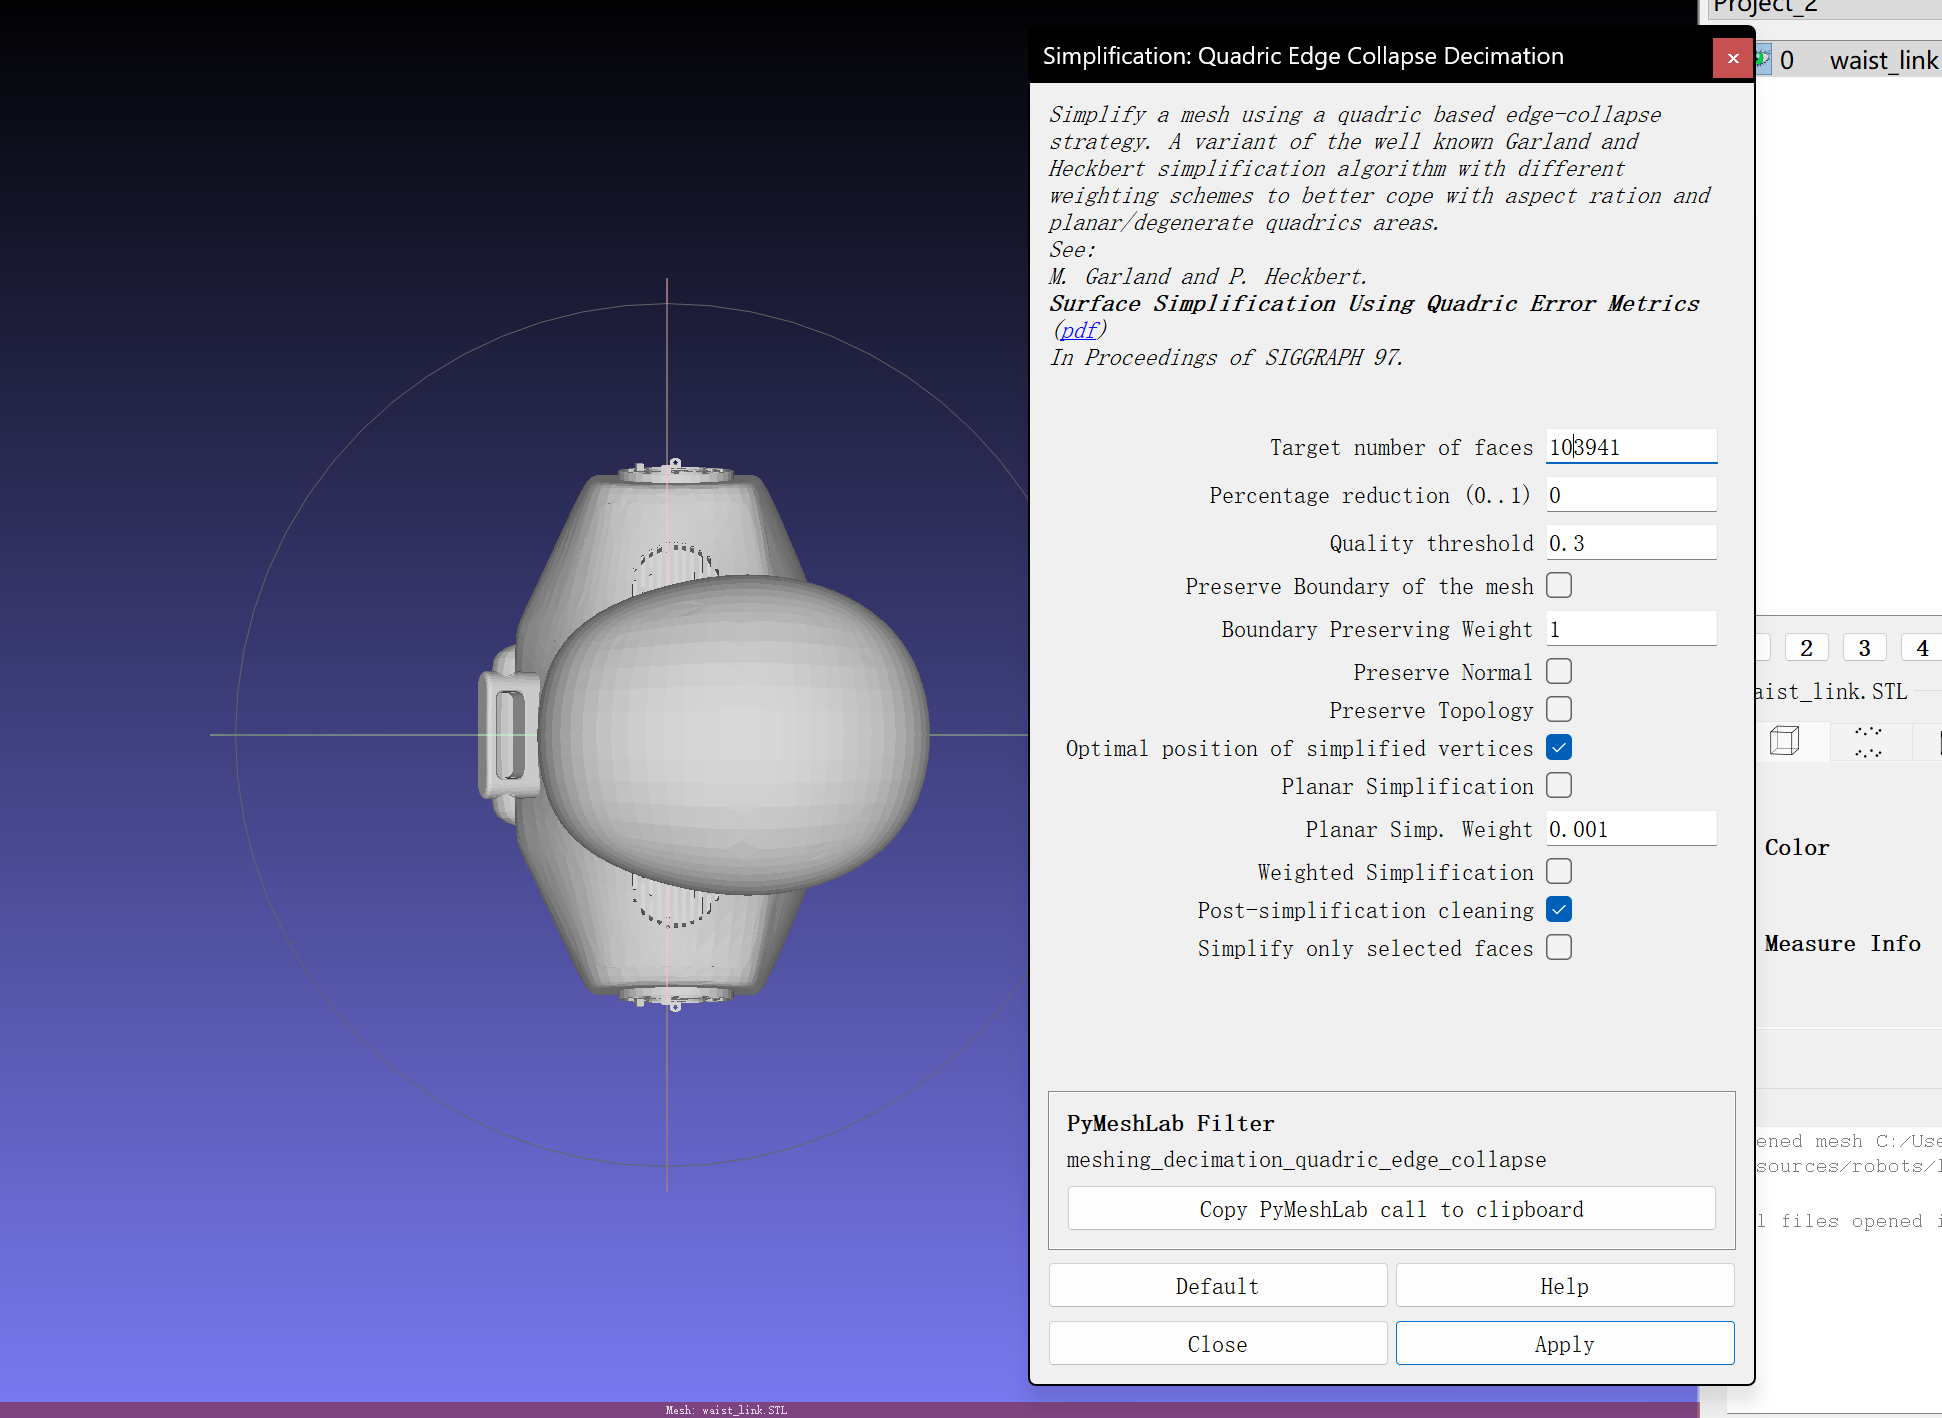 Project_2
Simplification: Quadric Edge Collapse Decimation
0 waist_link
Simplify a mesh using a quadric based edge-collapse
strategy. A variant of the well known Garland and
Heckbert simplification algorithm with different
weighting schemes to better cope with aspect ration and
planar/degenerate quadrics areas.
See:
M. Garland and P. Heckbert.
Surface Simplification Using Quadric Error Metrics
(pdf)
In Proceedings of SIGGRAPH 97.
Target number of faces 103941
Percentage reduction (0..1) 0
Quality threshold 0.3
Preserve Boundary of the mesh
Boundary Preserving Weight 1
Preserve Normal
Preserve Topology
Optimal position of simplified vertices
Planar Simplification
Planar Simp. Weight 0.001
Weighted Simplification
Post-simplification cleaning
Simplify only selected faces
2 3 4
aist_link.STL
Color
Measure Info
PyMeshLab Filter
meshing_decimation_quadric_edge_collapse
Copy PyMeshLab call to clipboard
Default Help
Close Apply
ened mesh C:/Use
sources/robots/l
l files opened i
Mesh: waist_link.STL